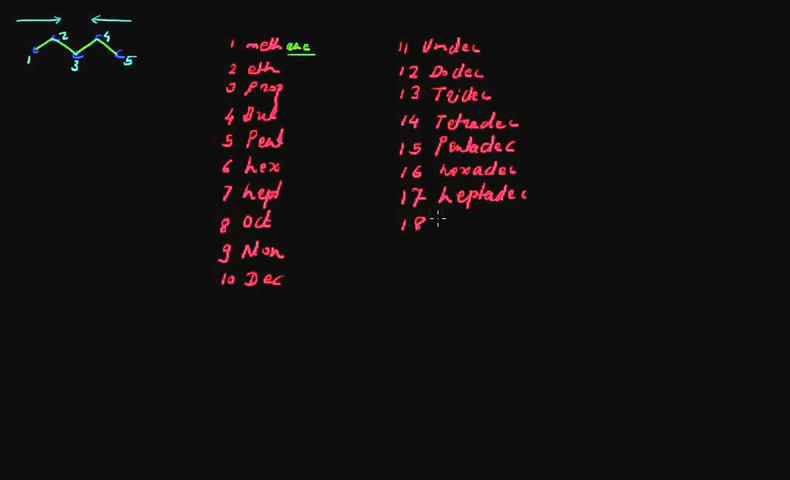 1 2 3 4 5
1 methane
2 eth
3 Prop
4 But
5 Pent
6 hex
7 hept
8 Oct
9 Non
10 Dec
11 Undec
12 Dodec
13 Tridec
14 Tetradec
15 Pentadec
16 hexadec
17 heptadec
18